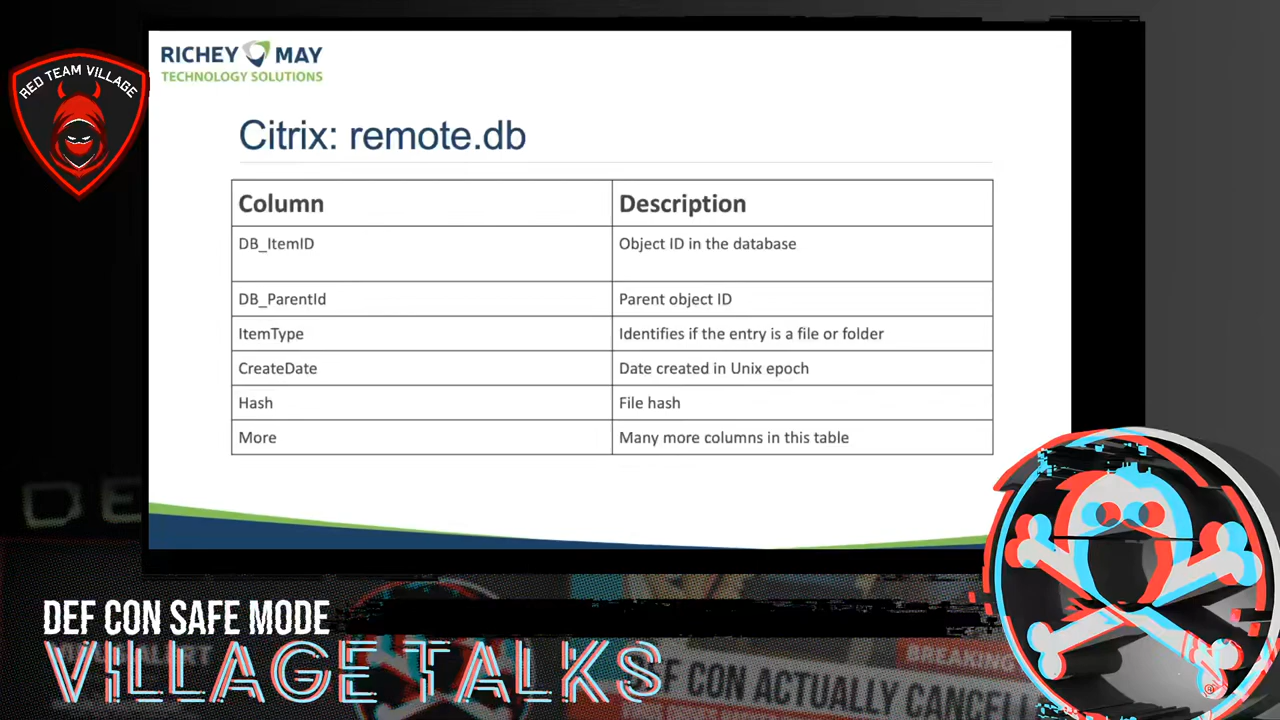 RED TEAM VILLAGE
RICHEY MAY
TECHNOLOGY SOLUTIONS
Citrix: remote.db
Column Description
DB_ItemID Object ID in the database
DB_ParentId Parent object ID
ItemType Identifies if the entry is a file or folder
CreateDate Date created in Unix epoch
Hash File hash
More Many more columns in this table
DEF CON SAFE MODE
VILLAGE TALKS
BREAKING
DEF CON ACTUALLY CANCELL